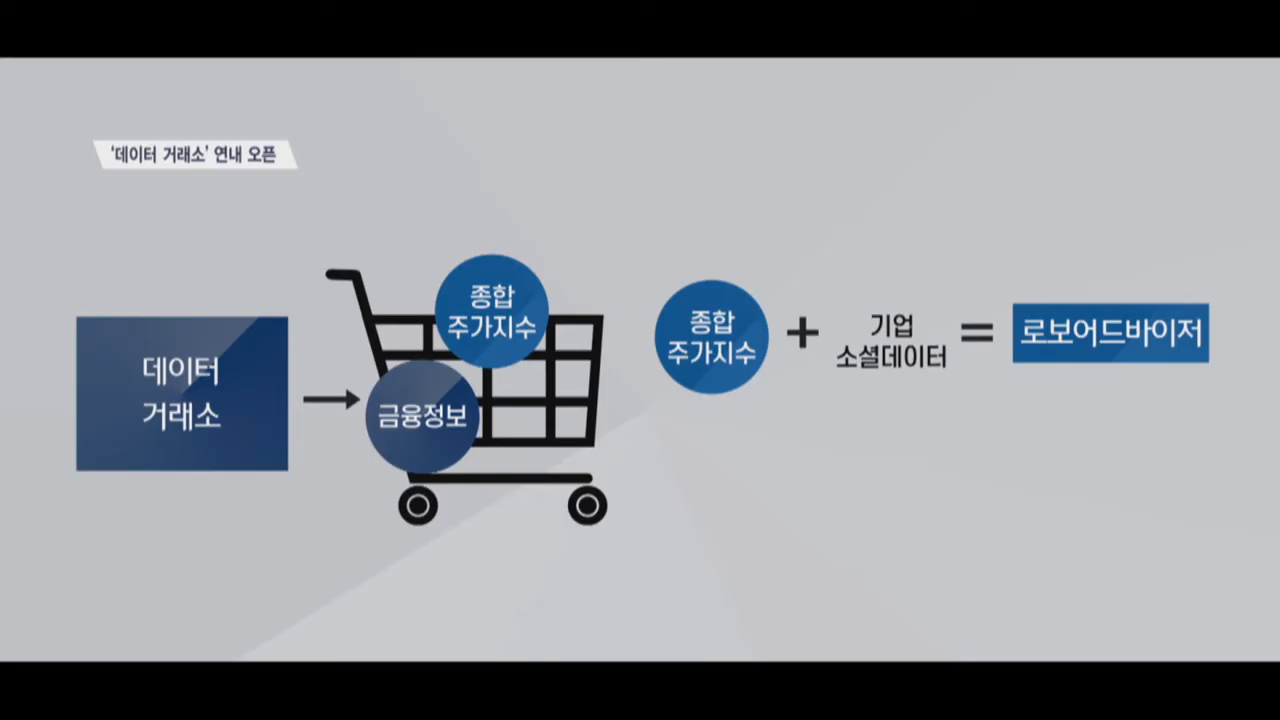 '데이터 거래소' 연내 오픈
데이터
거래소
종합
주가지수
금융정보
종합
주가지수
+
기업
소셜데이터
=
로보어드바이저